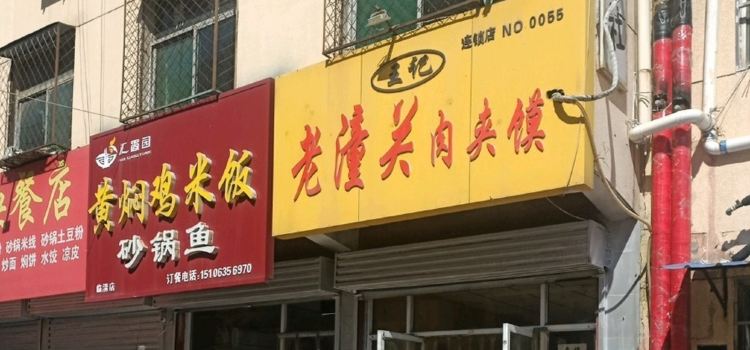 餐店
砂锅米线 砂锅土豆粉
炒面 焖饼 水饺 凉皮
汇香园
黄焖鸡米饭
砂锅鱼
订餐电话:15106356970
临清店
王记
连锁店 NO 0055
老潼关肉夹馍